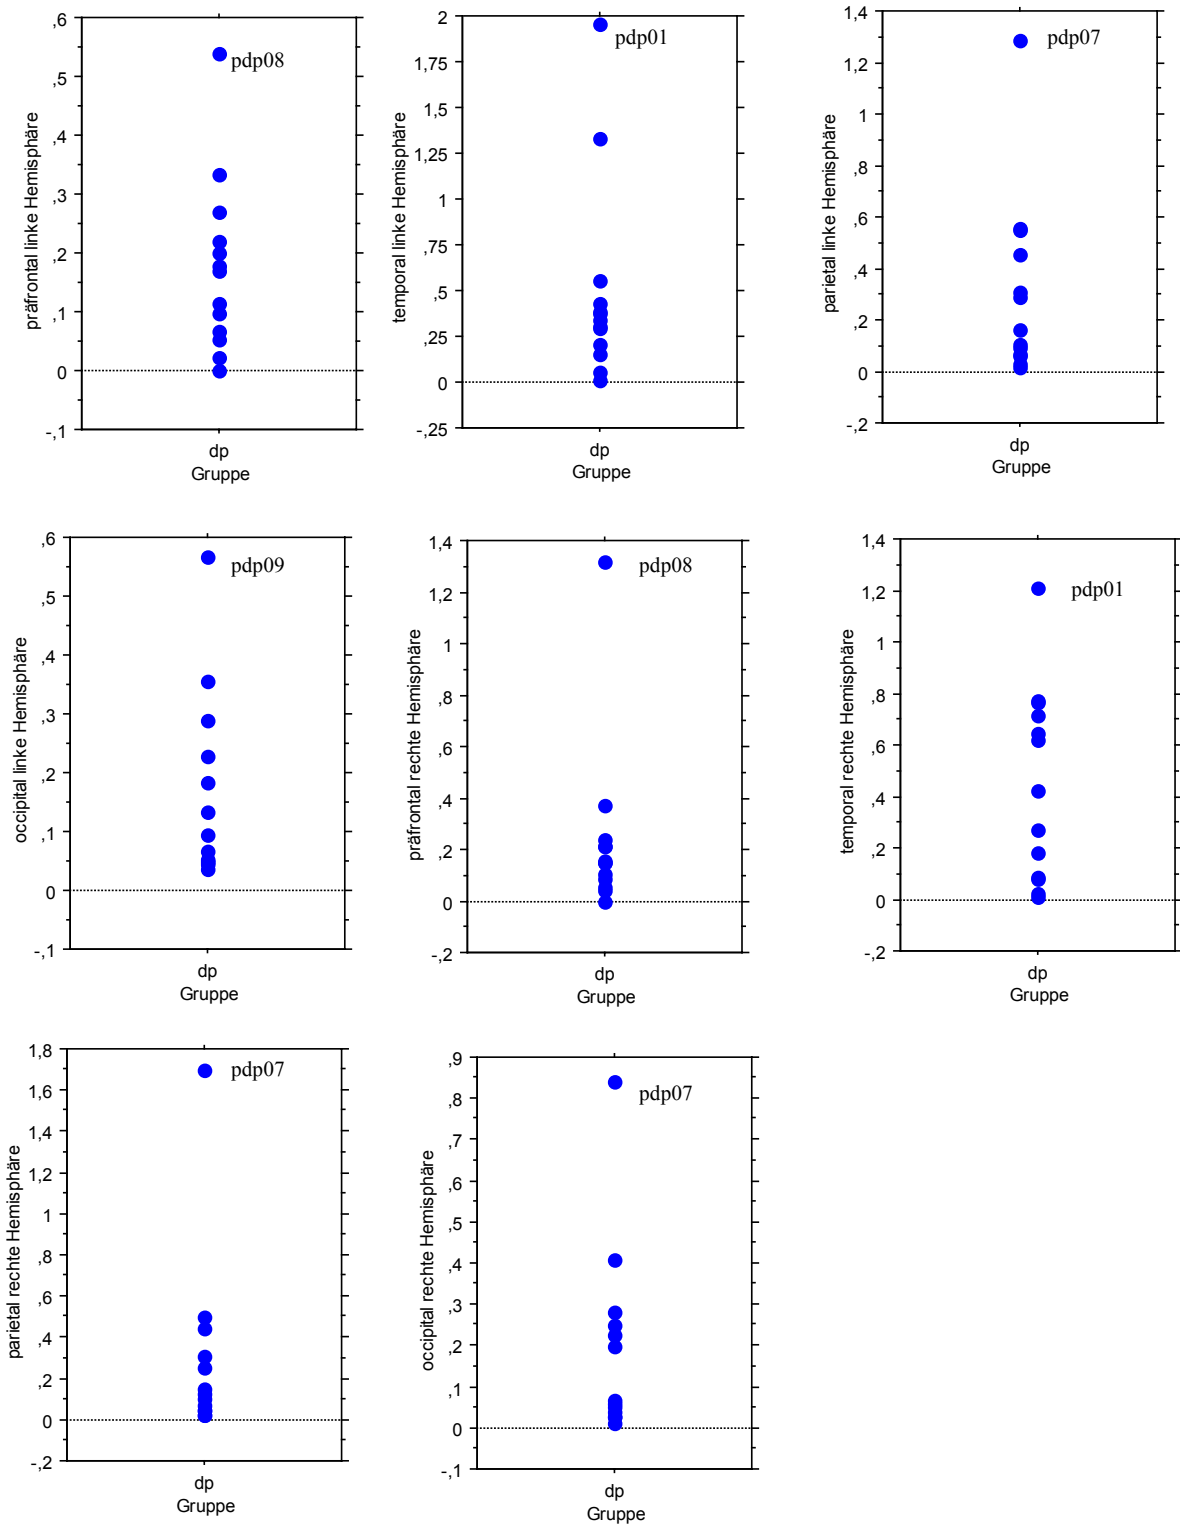 präfrontal linke Hemisphäre
,6
,5
,4
,3
,2
,1
0
-,1
pdp08
dp
Gruppe
temporal linke Hemisphäre
2
1,75
1,5
1,25
1
,75
,5
,25
0
-,25
pdp01
dp
Gruppe
parietal linke Hemisphäre
1,4
1,2
1
,8
,6
,4
,2
0
-,2
pdp07
dp
Gruppe
occipital linke Hemisphäre
,6
,5
,4
,3
,2
,1
0
-,1
pdp09
dp
Gruppe
präfrontal rechte Hemisphäre
1,4
1,2
1
,8
,6
,4
,2
0
-,2
pdp08
dp
Gruppe
temporal rechte Hemisphäre
1,4
1,2
1
,8
,6
,4
,2
0
-,2
pdp01
dp
Gruppe
parietal rechte Hemisphäre
1,8
1,6
1,4
1,2
1
,8
,6
,4
,2
0
-,2
pdp07
dp
Gruppe
occipital rechte Hemisphäre
,9
,8
,7
,6
,5
,4
,3
,2
,1
0
-,1
pdp07
dp
Gruppe